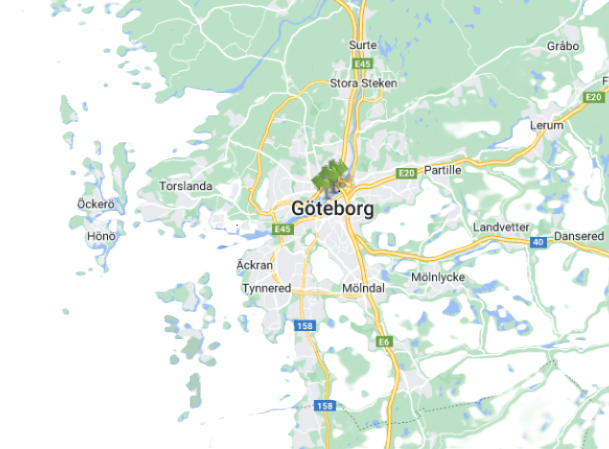 Surte
Gråbo
E45
Stora Steken
E20
Lerum
E20
Partille
Torslanda
Öckerö
Göteborg
Landvetter
E45
Hönö
40
Dansered
Äckran
Mölnlycke
Tynnered
Mölndal
158
E6
158